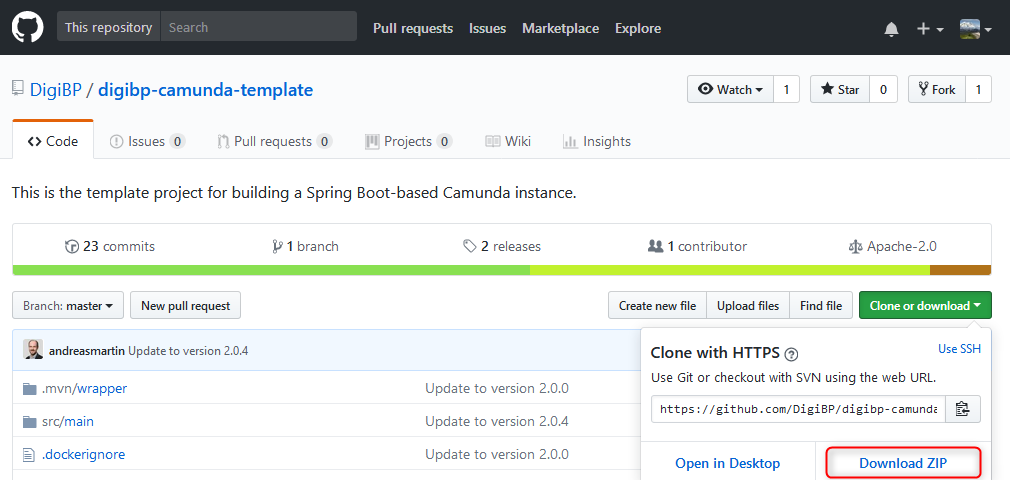 This repository Search Pull requests Issues Marketplace Explore
DigiBP / digibp-camunda-template Watch 1 Star 0 Fork 1
Code Issues 0 Pull requests 0 Projects 0 Wiki Insights
This is the template project for building a Spring Boot-based Camunda instance.
23 commits 1 branch 2 releases 1 contributor Apache-2.0
Branch: master New pull request Create new file Upload files Find file Clone or download
andreasmartin Update to version 2.0.4
.mvn/wrapper Update to version 2.0.0
src/main Update to version 2.0.4
.dockerignore Update to version 2.0.0
Clone with HTTPS ? Use SSH
Use Git or checkout with SVN using the web URL.
https://github.com/DigiBP/digibp-camunda
Open in Desktop Download ZIP